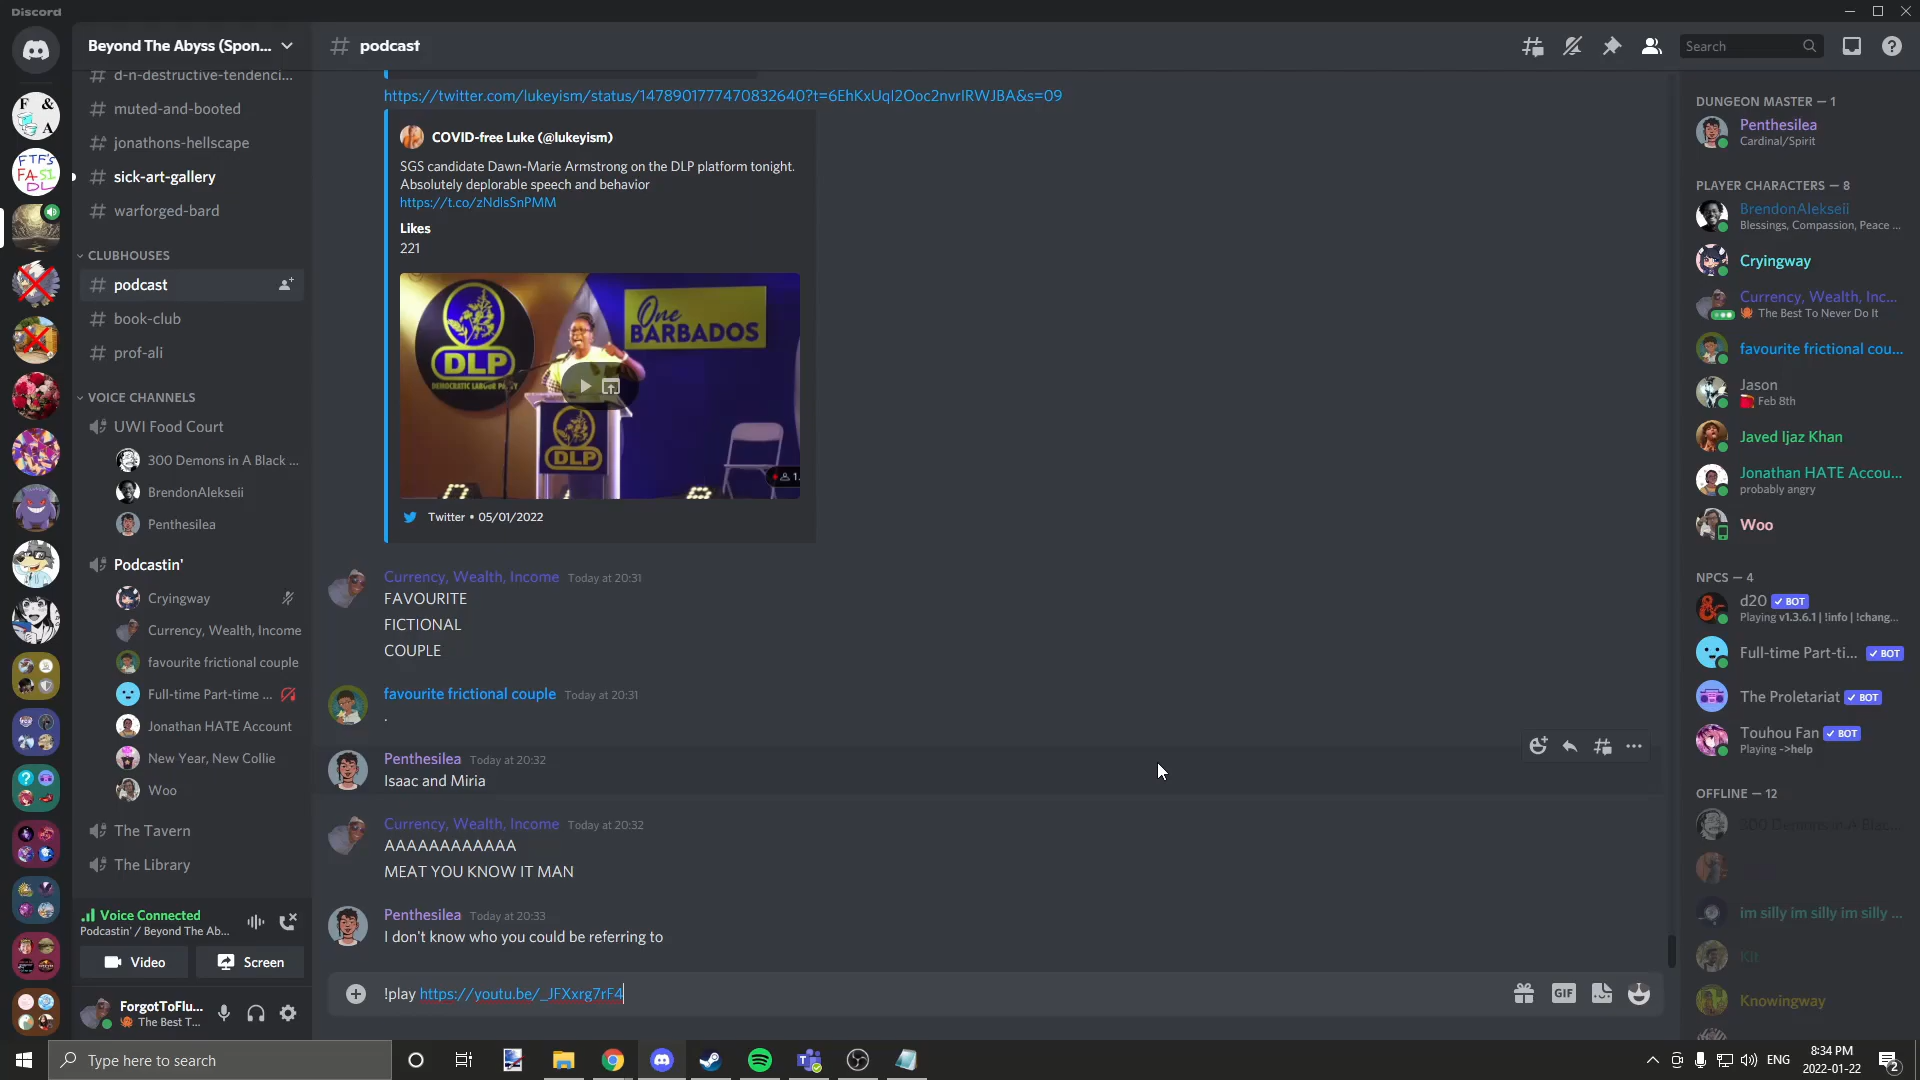 Discord
Beyond The Abyss (Spon...
# d-n-destructive-tendenci...
# muted-and-booted
# jonathons-hellscape
# sick-art-gallery
# warforged-bard
CLUBHOUSES
# podcast
# book-club
# prof-ali
VOICE CHANNELS
UWI Food Court
300 Demons in A Black ...
BrendonAlekseii
Penthesilea
Podcastin'
Cryingway
Currency, Wealth, Income
favourite frictional couple
Full-time Part-time ...
Jonathan HATE Account
New Year, New Collie
Woo
The Tavern
The Library
Voice Connected
Podcastin' / Beyond The Ab...
Video
Screen
ForgotToFlu...
The Best T...
F &
A
FTF'S
# podcast
Search
https://twitter.com/lukeyism/status/1478901777470832640?t=6EhKxUqI2Ooc2nvrIRWJBA&s=09
COVID-free Luke (@lukeyism)
SGS candidate Dawn-Marie Armstrong on the DLP platform tonight.
Absolutely deplorable speech and behavior
https://t.co/zNdlsSnPMM
Likes
221
DLP
DEMOCRATIC LABOUR
One
BARBADOS
DLP
Twitter • 05/01/2022
Currency, Wealth, Income Today at 20:31
FAVOURITE
FICTIONAL
COUPLE
favourite frictional couple Today at 20:31
.
Penthesilea Today at 20:32
Isaac and Miria
Currency, Wealth, Income Today at 20:32
AAAAAAAAAAAA
MEAT YOU KNOW IT MAN
Penthesilea Today at 20:33
I don't know who you could be referring to
!play https://youtu.be/_JFXxrg7rF4
GIF
DUNGEON MASTER — 1
Penthesilea
Cardinal/Spirit
PLAYER CHARACTERS — 8
BrendonAlekseii
Blessings, Compassion, Peace ...
Cryingway
Currency, Wealth, Inc...
The Best To Never Do It
favourite frictional cou...
Jason
Feb 8th
Javed Ijaz Khan
Jonathan HATE Accou...
probably angry
Woo
NPCS — 4
d20 BOT
Playing v1.3.6.1 | !info | !chang...
Full-time Part-ti... BOT
The Proletariat BOT
Touhou Fan BOT
Playing ->help
OFFLINE — 12
300 Demons in A Blac...
im silly im silly im silly ...
KJ
Knowingway
Type here to search
ENG
8:34 PM
2022-01-22
2